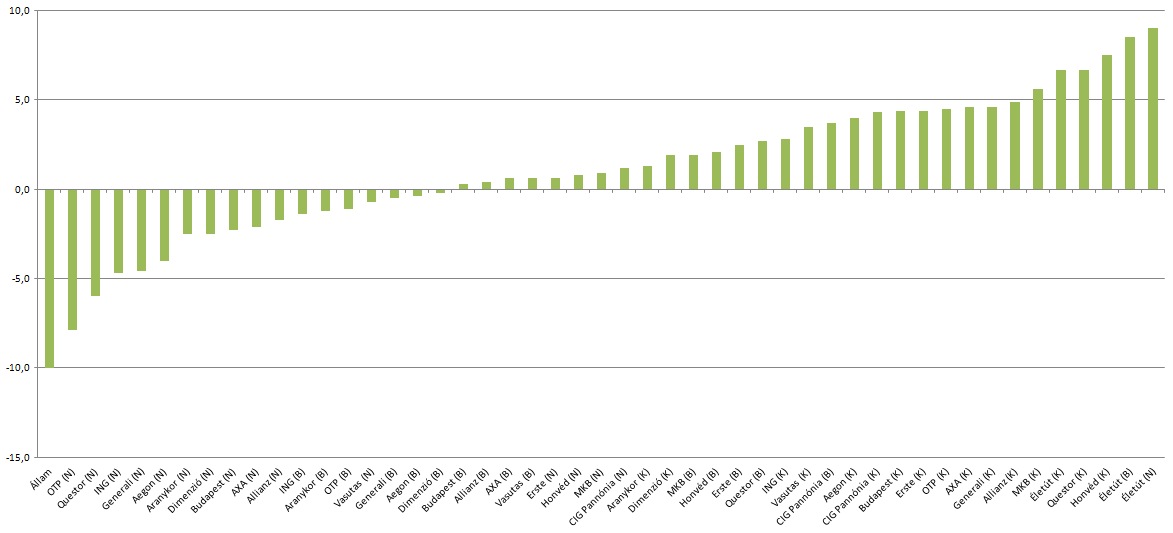 10,0
5,0
0,0
-5,0
-10,0
-15,0
Állam
OTP (N)
Questor (N)
ING (N)
Generali (N)
Aegon (N)
Aranykor (N)
Dimenzió (N)
Budapest (N)
AXA (N)
Allianz (N)
ING (B)
Aranykor (B)
OTP (B)
Vasutas (N)
Generali (B)
Aegon (B)
Dimenzió (B)
Budapest (B)
Allianz (B)
AXA (B)
Vasutas (B)
Erste (N)
Honvéd (N)
MKB (N)
CIG Pannónia (N)
Aranykor (K)
Dimenzió (K)
MKB (B)
Honvéd (B)
Erste (B)
Questor (B)
ING (K)
Vasutas (K)
CIG Pannónia (B)
Aegon (K)
CIG Pannónia (K)
Budapest (K)
Erste (K)
OTP (K)
AXA (K)
Generali (K)
Allianz (K)
MKB (K)
Életút (K)
Questor (K)
Honvéd (K)
Életút (B)
Életút (N)